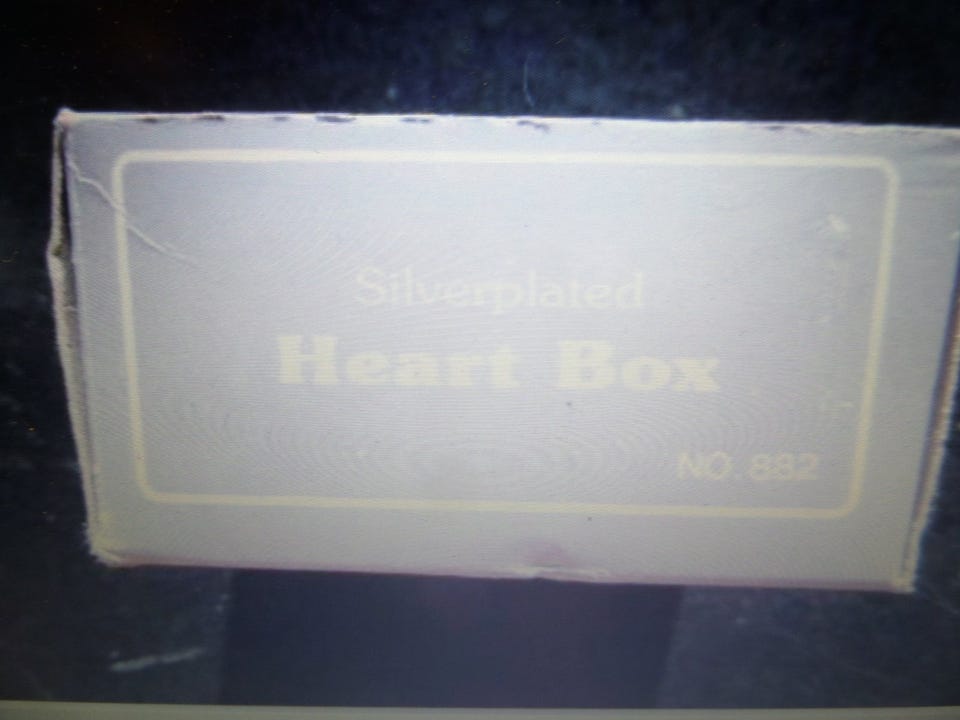 Silverplated
Heart Box
NO. 882